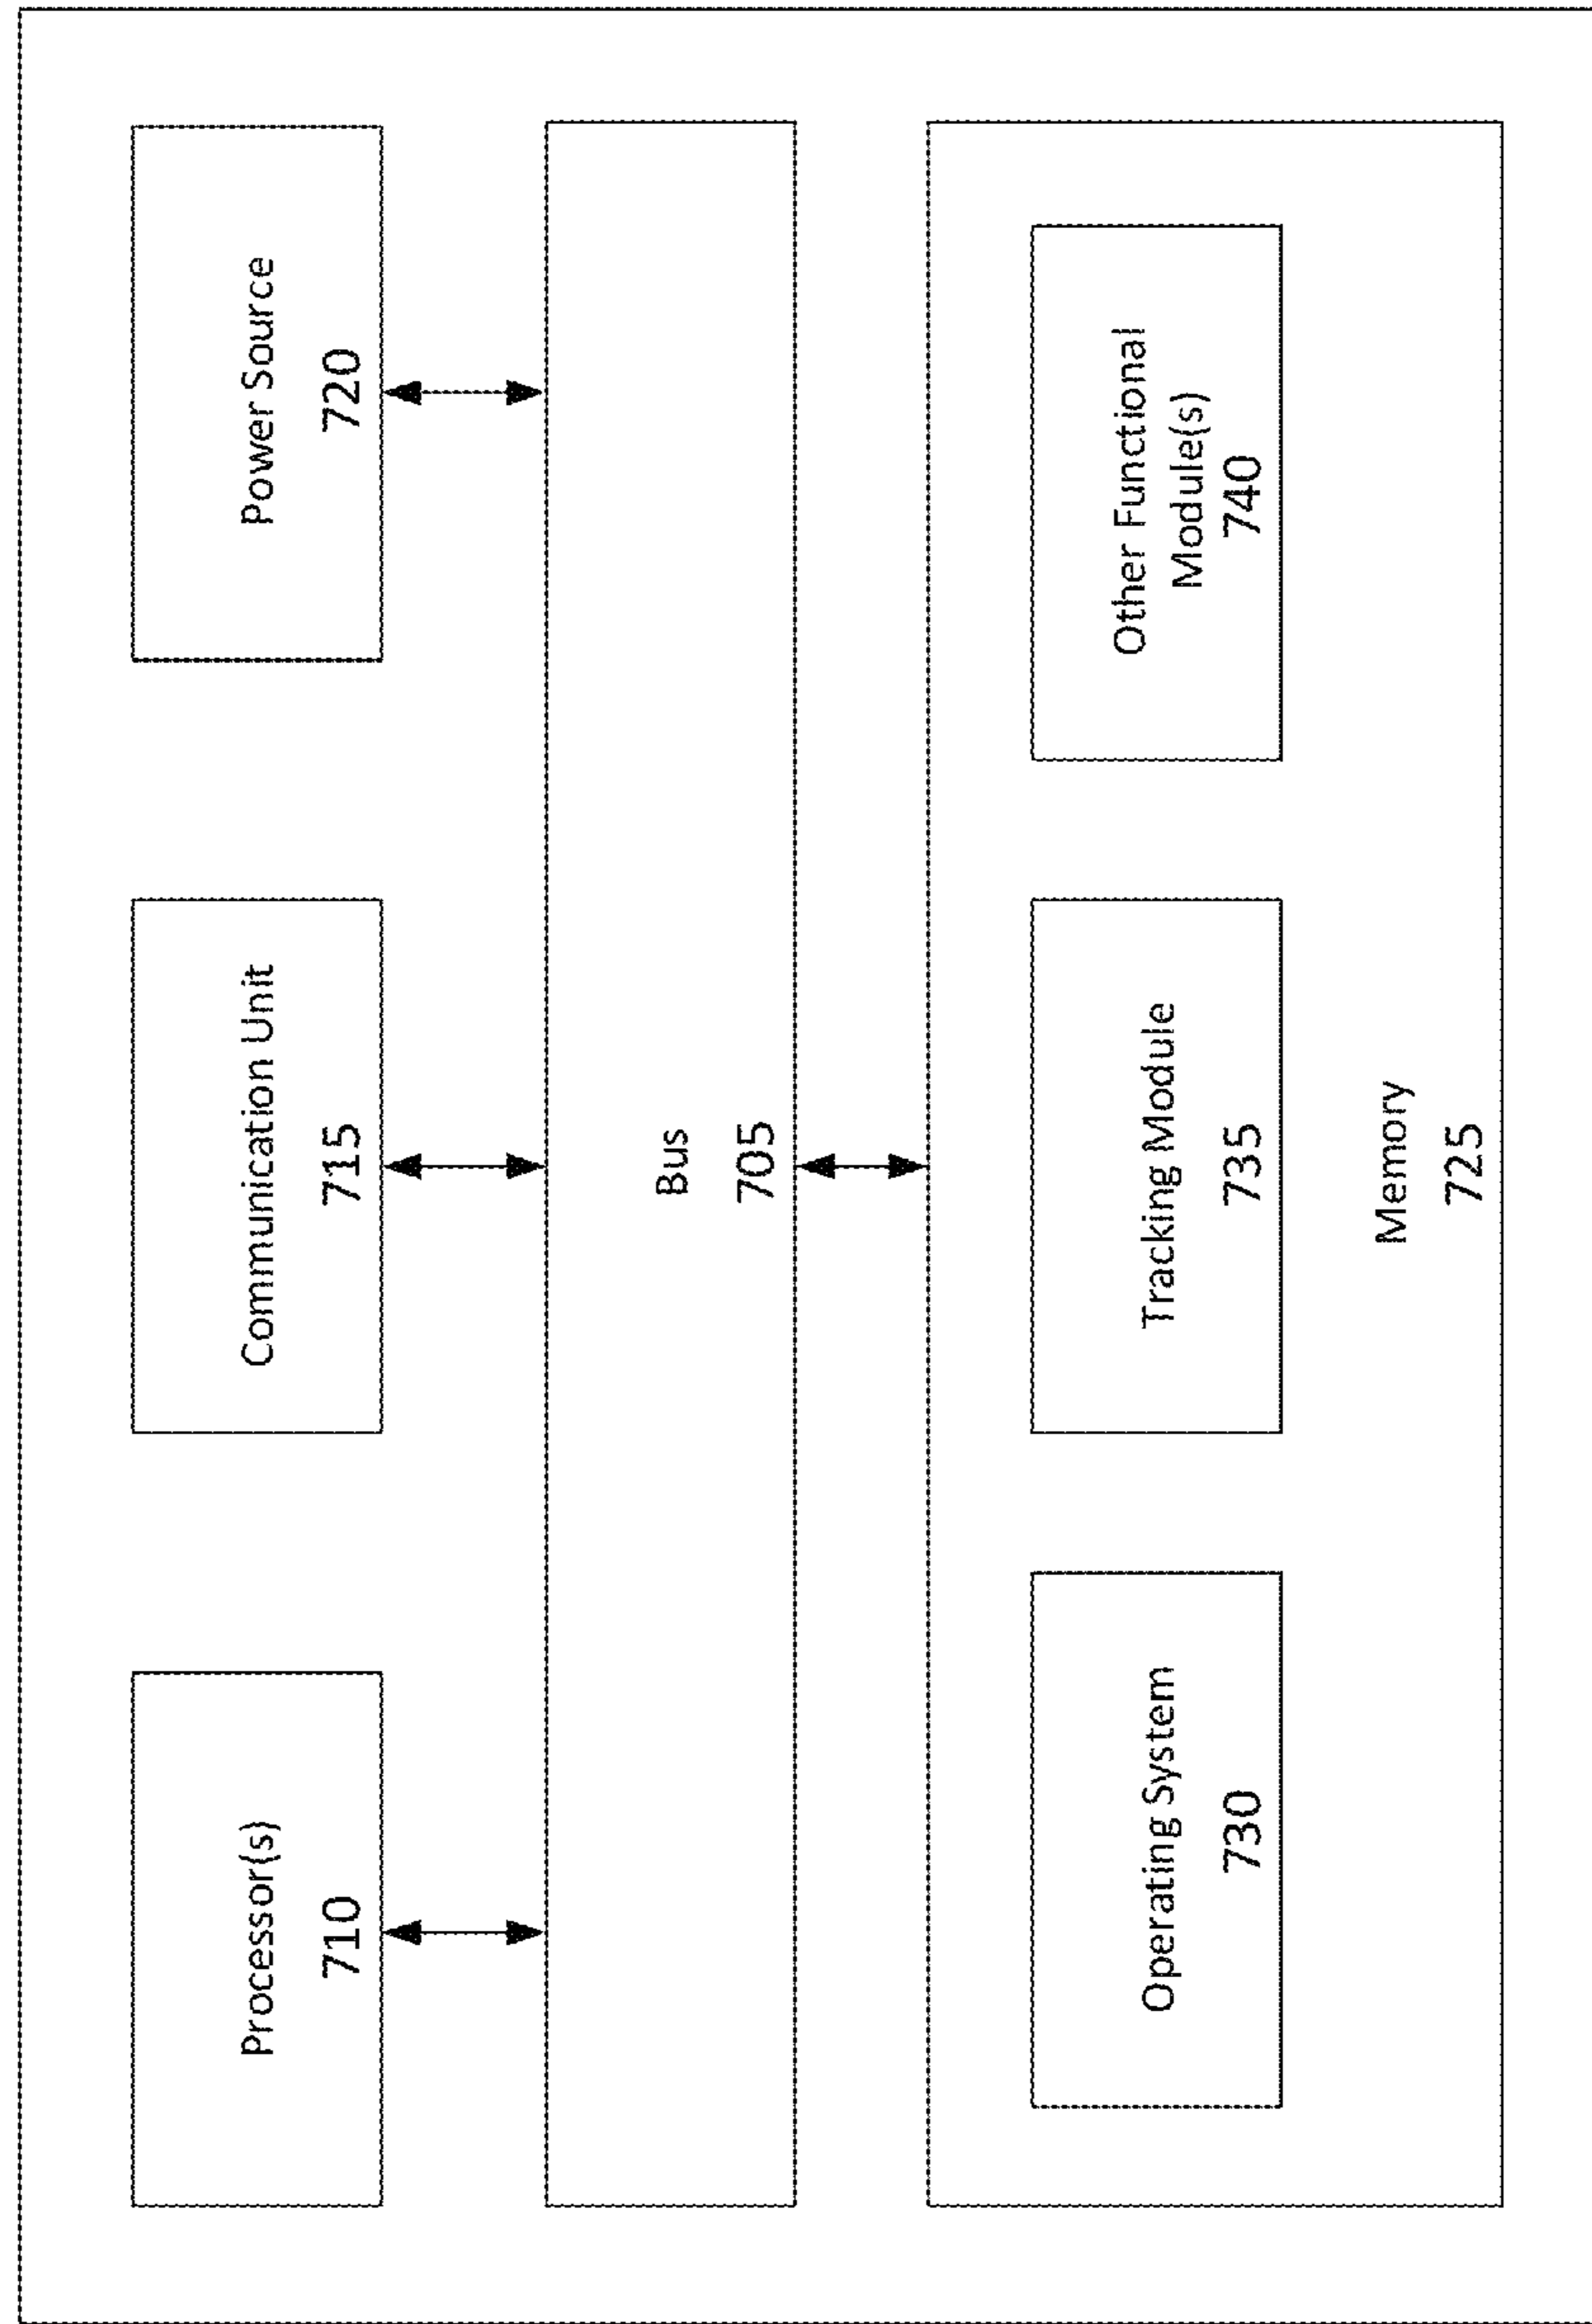 Processor(s)
710
Communication Unit
715
Power Source
720
Bus
705
Operating System
730
Tracking Module
735
Other Functional
Module(s)
740
Memory
725